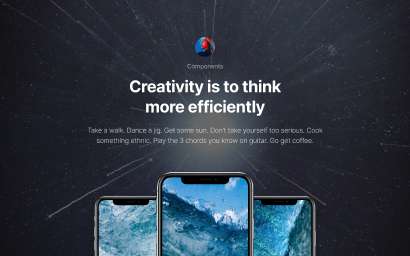 Components
Creativity is to think
more efficiently
Take a walk. Dance a jig. Get some sun. Don't take yourself too serious. Cook
something ethnic. Pay the 3 chords you know on guitar. Go get coffee.